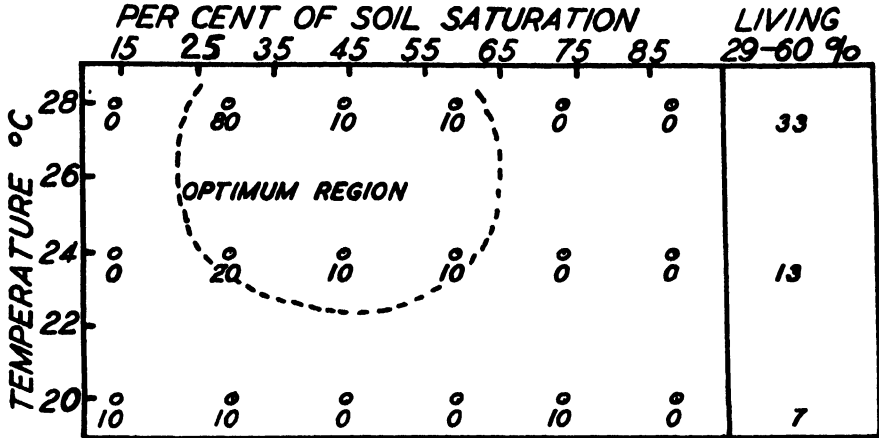 PER CENT OF SOIL SATURATION LIVING
15 25 35 45 55 65 75 85 29-60 %
TEMPERATURE °C
28
0 80 10 10 0 0 33
26
OPTIMUM REGION
24
0 20 10 10 0 0 13
22
20
10 10 0 0 10 0 7